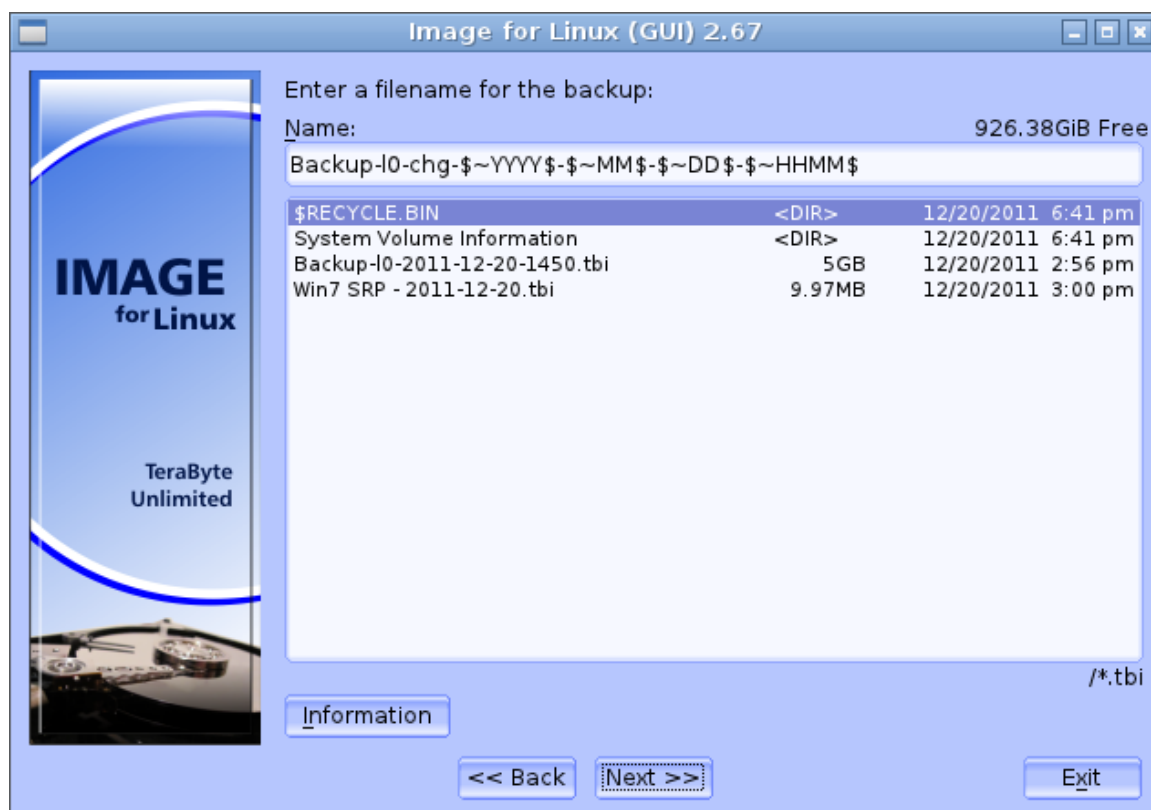 Image for Linux (GUI) 2.67
Enter a filename for the backup:
Name: 926.38GiB Free
Backup-l0-chg-$~YYYY$-$~MM$-$~DD$-$~HHMM$
$RECYCLE.BIN <DIR> 12/20/2011 6:41 pm
System Volume Information <DIR> 12/20/2011 6:41 pm
Backup-l0-2011-12-20-1450.tbi 5GB 12/20/2011 2:56 pm
Win7 SRP - 2011-12-20.tbi 9.97MB 12/20/2011 3:00 pm
IMAGE
for Linux
TeraByte
Unlimited
/*.tbi
Information
<< Back Next >> Exit